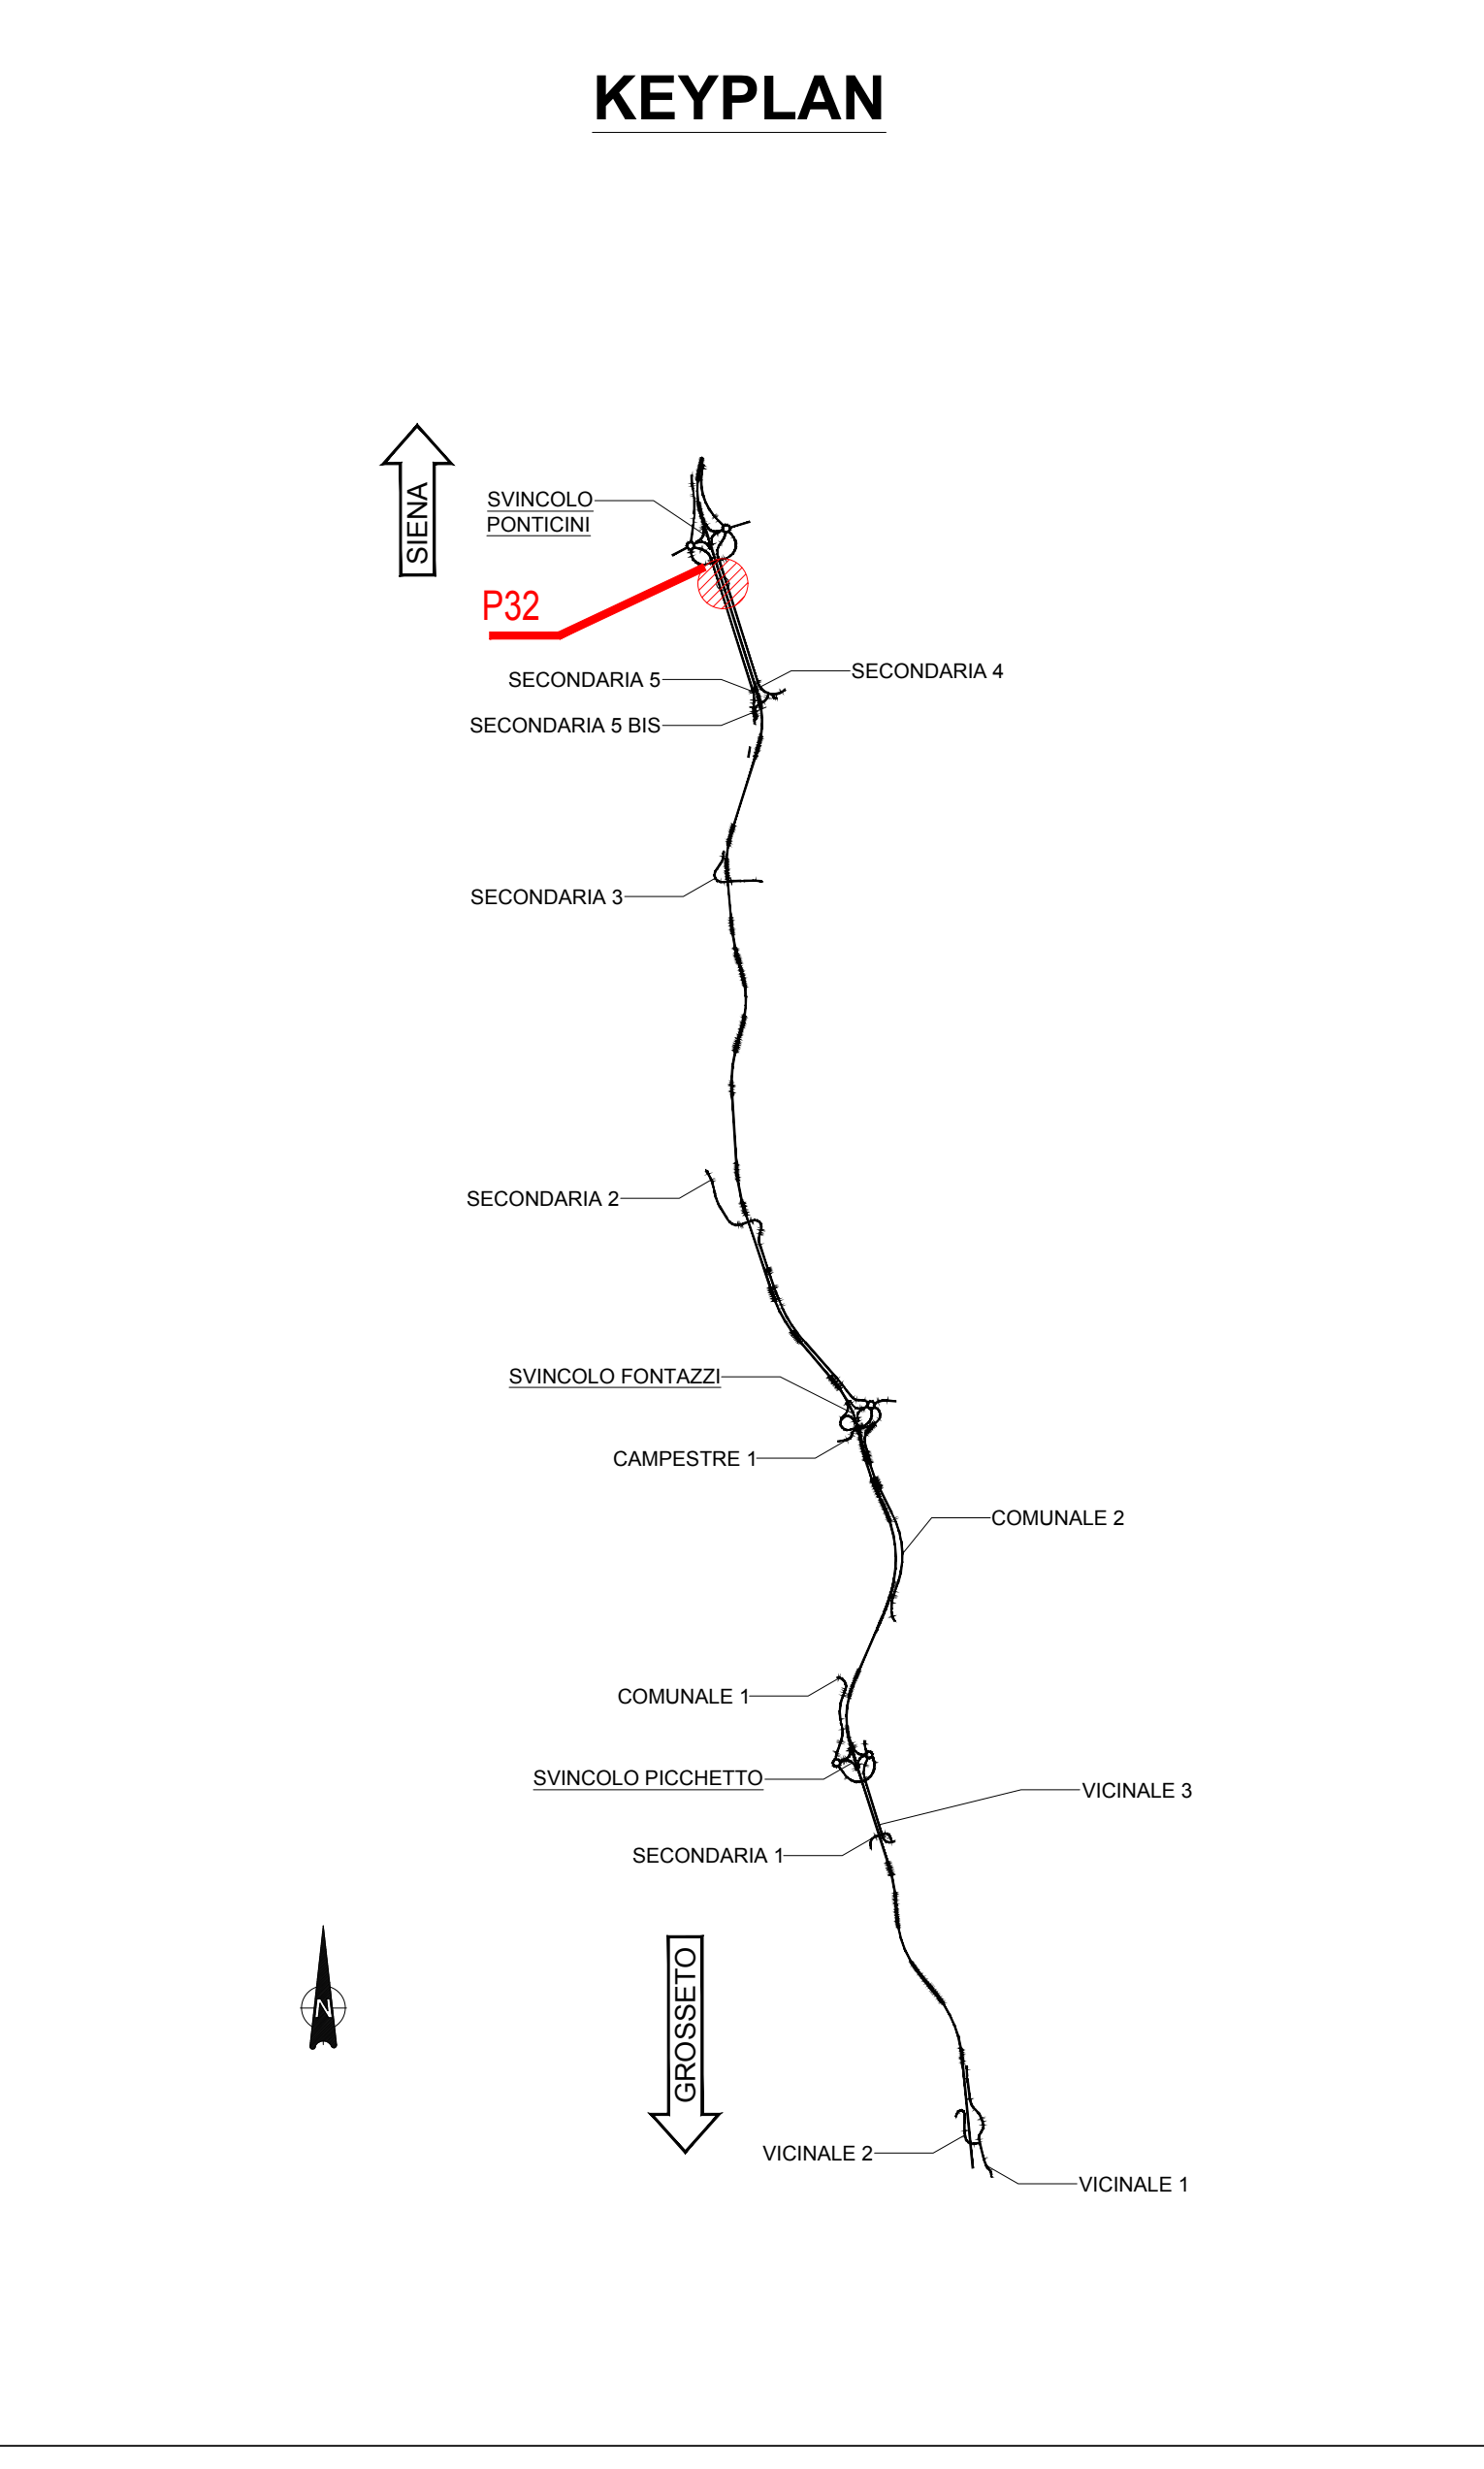 KEYPLAN
SIENA
SVINCOLO
PONTICINI
P32
SECONDARIA 4
SECONDARIA 5
SECONDARIA 5 BIS
SECONDARIA 3
SECONDARIA 2
SVINCOLO FONTAZZI
CAMPESTRE 1
COMUNALE 2
COMUNALE 1
SVINCOLO PICCHETTO
VICINALE 3
SECONDARIA 1
N
GROSSETO
VICINALE 2
VICINALE 1